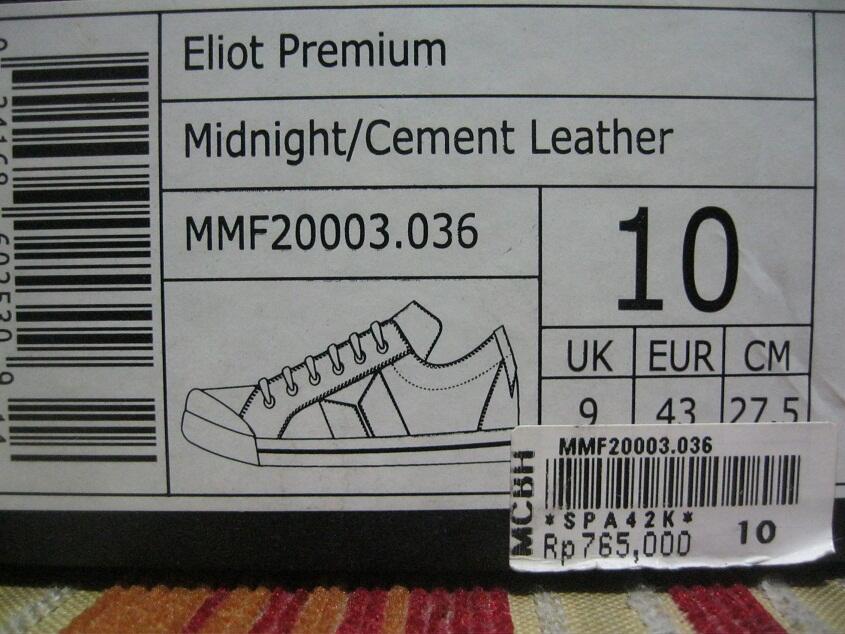 Eliot Premium
Midnight/Cement Leather
MMF20003.036
10
UK EUR CM
9 43 27.5
MMF20003.036
MCBH
*SPA42K*
10
Rp765,000